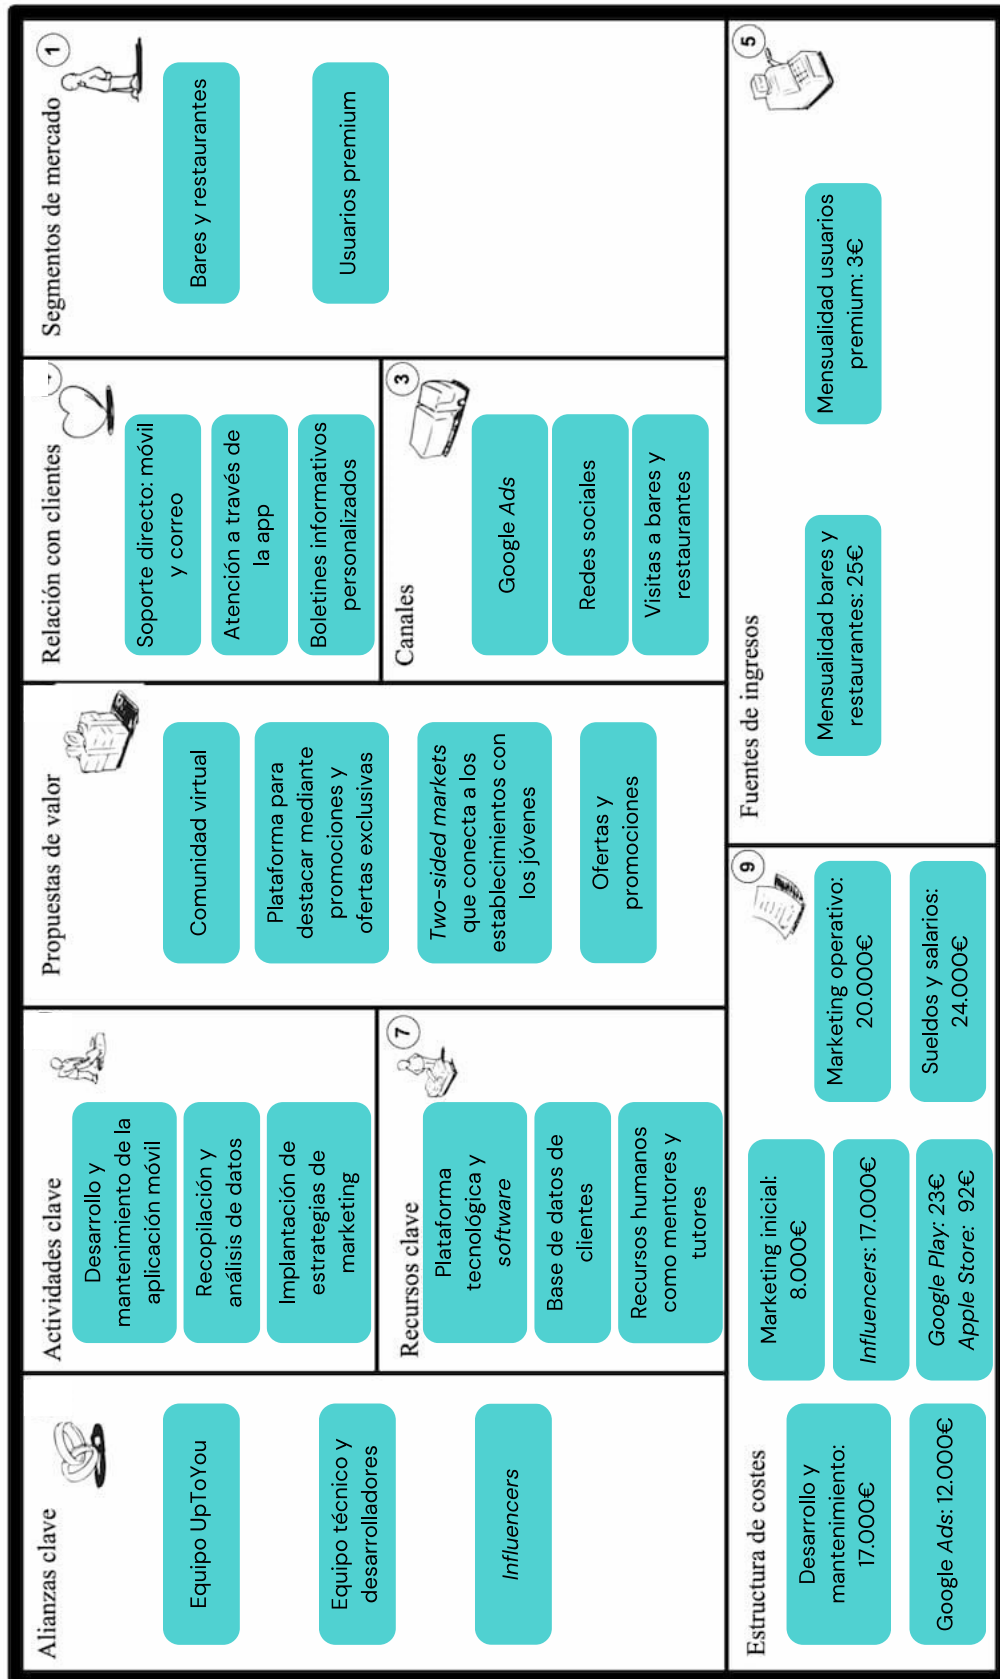 Alianzas clave
Equipo UpToYou
Equipo técnico y
desarrolladores
Influencers
Actividades clave
Desarrollo y
mantenimiento de la
aplicación móvil
Recopilación y
análisis de datos
Implantación de
estrategias de
marketing
Recursos clave
7
Plataforma
tecnológica y
software
Base de datos de
clientes
Recursos humanos
como mentores y
tutores
Propuestas de valor
Comunidad virtual
Plataforma para
destacar mediante
promociones y
ofertas exclusivas
Two-sided markets
que conecta a los
establecimientos con
los jóvenes
Ofertas y
promociones
Relación con clientes
Soporte directo: móvil
y correo
Atención a través de
la app
Boletines informativos
personalizados
Canales
3
Google Ads
Redes sociales
Visitas a bares y
restaurantes
Segmentos de mercado
1
Bares y restaurantes
Usuarios premium
Estructura de costes
9
Desarrollo y
mantenimiento:
17.000€
Google Ads: 12.000€
Marketing inicial:
8.000€
Influencers: 17.000€
Google Play: 23€
Apple Store: 92€
Marketing operativo:
20.000€
Sueldos y salarios:
24.000€
Fuentes de ingresos
5
Mensualidad bares y
restaurantes: 25€
Mensualidad usuarios
premium: 3€